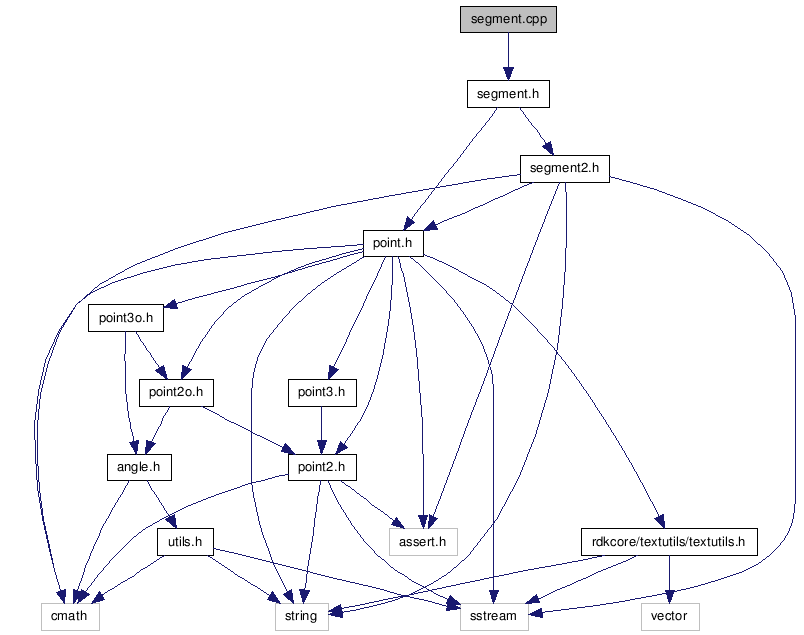 segment.cpp
segment.h
segment2.h
point.h
point3o.h
point2o.h
point3.h
angle.h
point2.h
utils.h
assert.h
rdkcore/textutils/textutils.h
cmath
string
sstream
vector